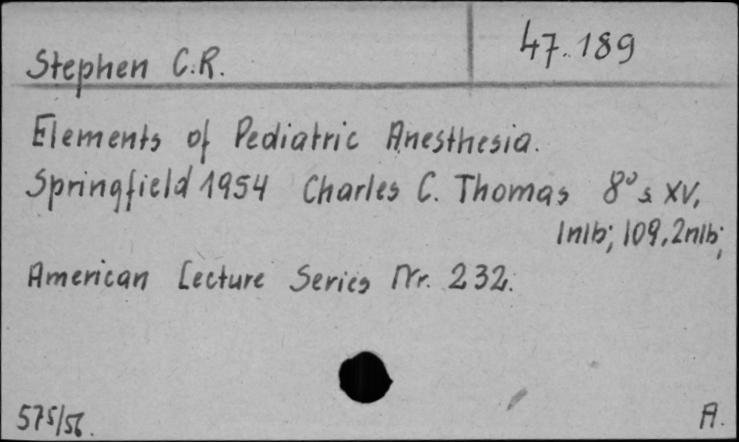 Stephen C.R.
47.189
Elements of Pediatric Anesthesia.
Springfield 1954 Charles C. Thomas 8° s XV,
1nlb; 109, 2nlb;
American Lecture Series Nr. 232.
575/56.
A.